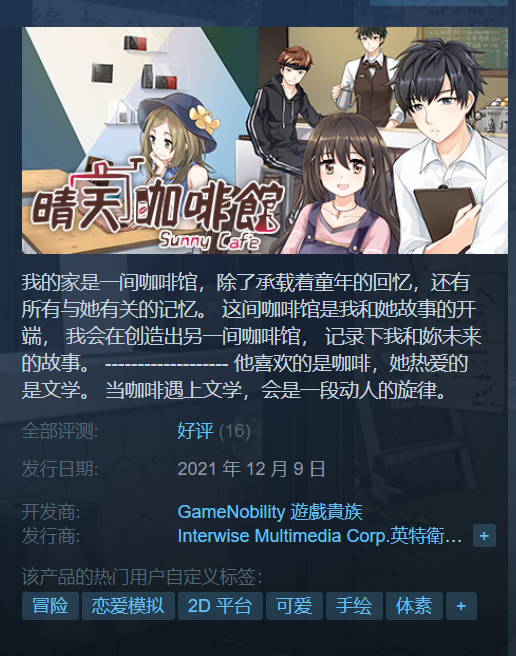 晴天咖啡館
Sunny Cafe
我的家是一间咖啡馆，除了承载着童年的回忆，还有
所有与她有关的记忆。 这间咖啡馆是我和她故事的开
端， 我会在创造出另一间咖啡馆， 记录下我和妳未来
的故事。 ------------------- 他喜欢的是咖啡，她热爱的
是文学。 当咖啡遇上文学，会是一段动人的旋律。
全部评测: 好评 (16)
发行日期: 2021 年 12 月 9 日
开发商: GameNobility 遊戲貴族
发行商: Interwise Multimedia Corp.英特衛... +
该产品的热门用户自定义标签:
冒险 恋爱模拟 2D 平台 可爱 手绘 体素 +